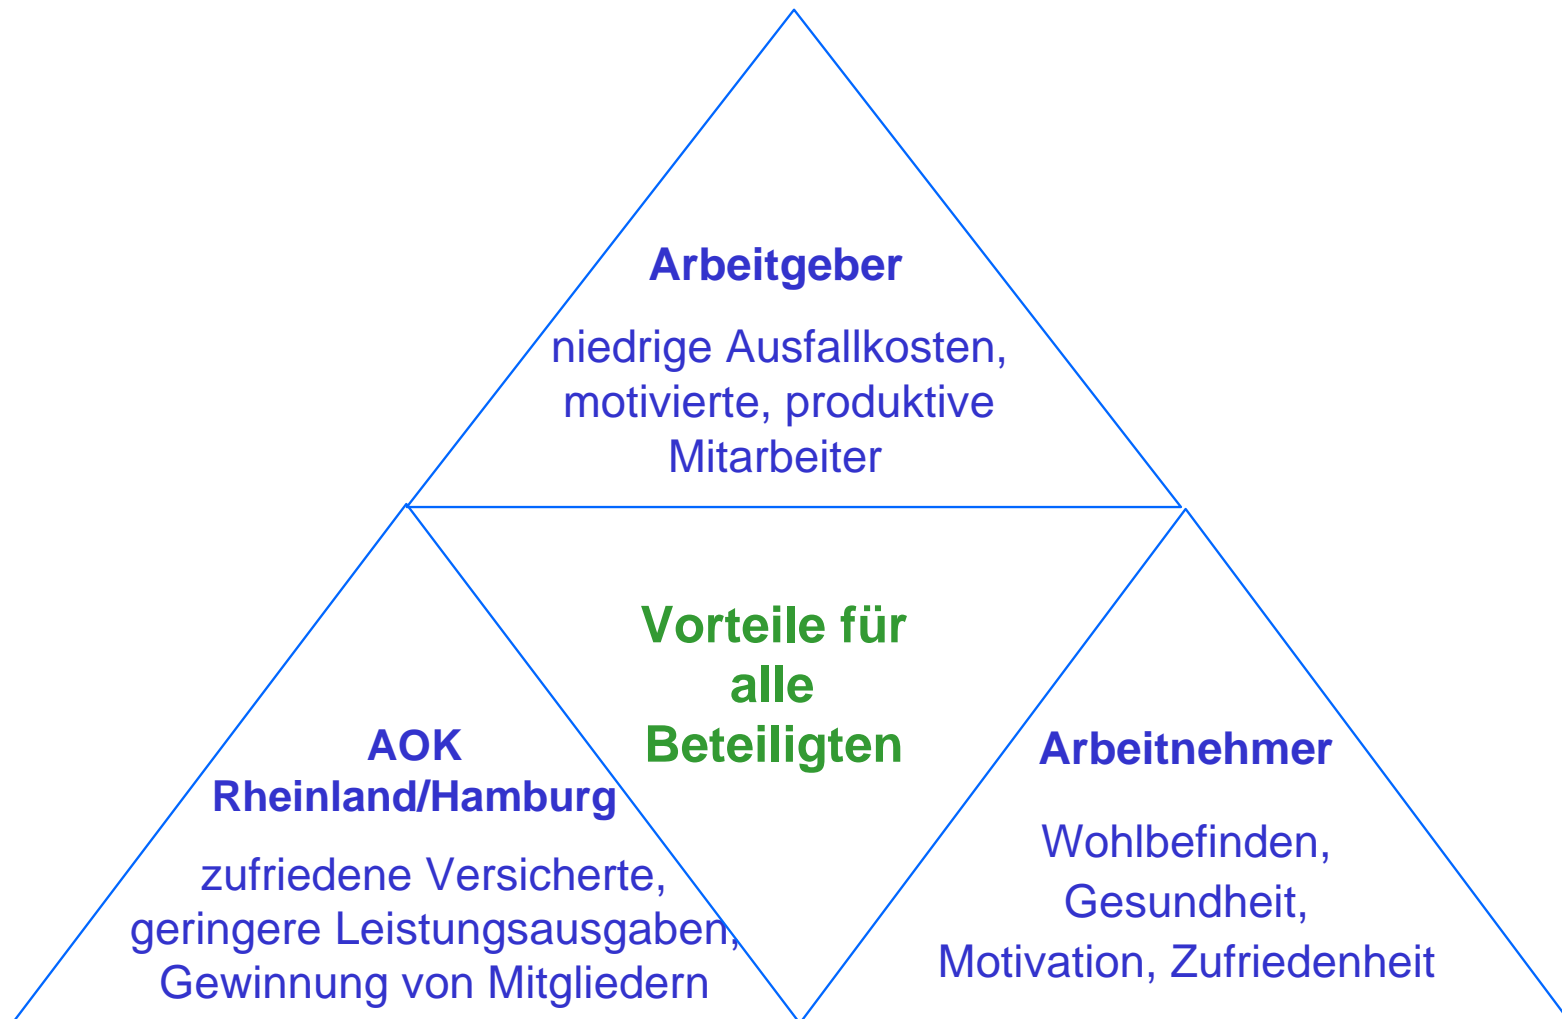 Arbeitgeber
niedrige Ausfallkosten,
motivierte, produktive
Mitarbeiter
Vorteile für
alle
Beteiligten
AOK
Rheinland/Hamburg
zufriedene Versicherte,
geringere Leistungsausgaben,
Gewinnung von Mitgliedern
Arbeitnehmer
Wohlbefinden,
Gesundheit,
Motivation, Zufriedenheit